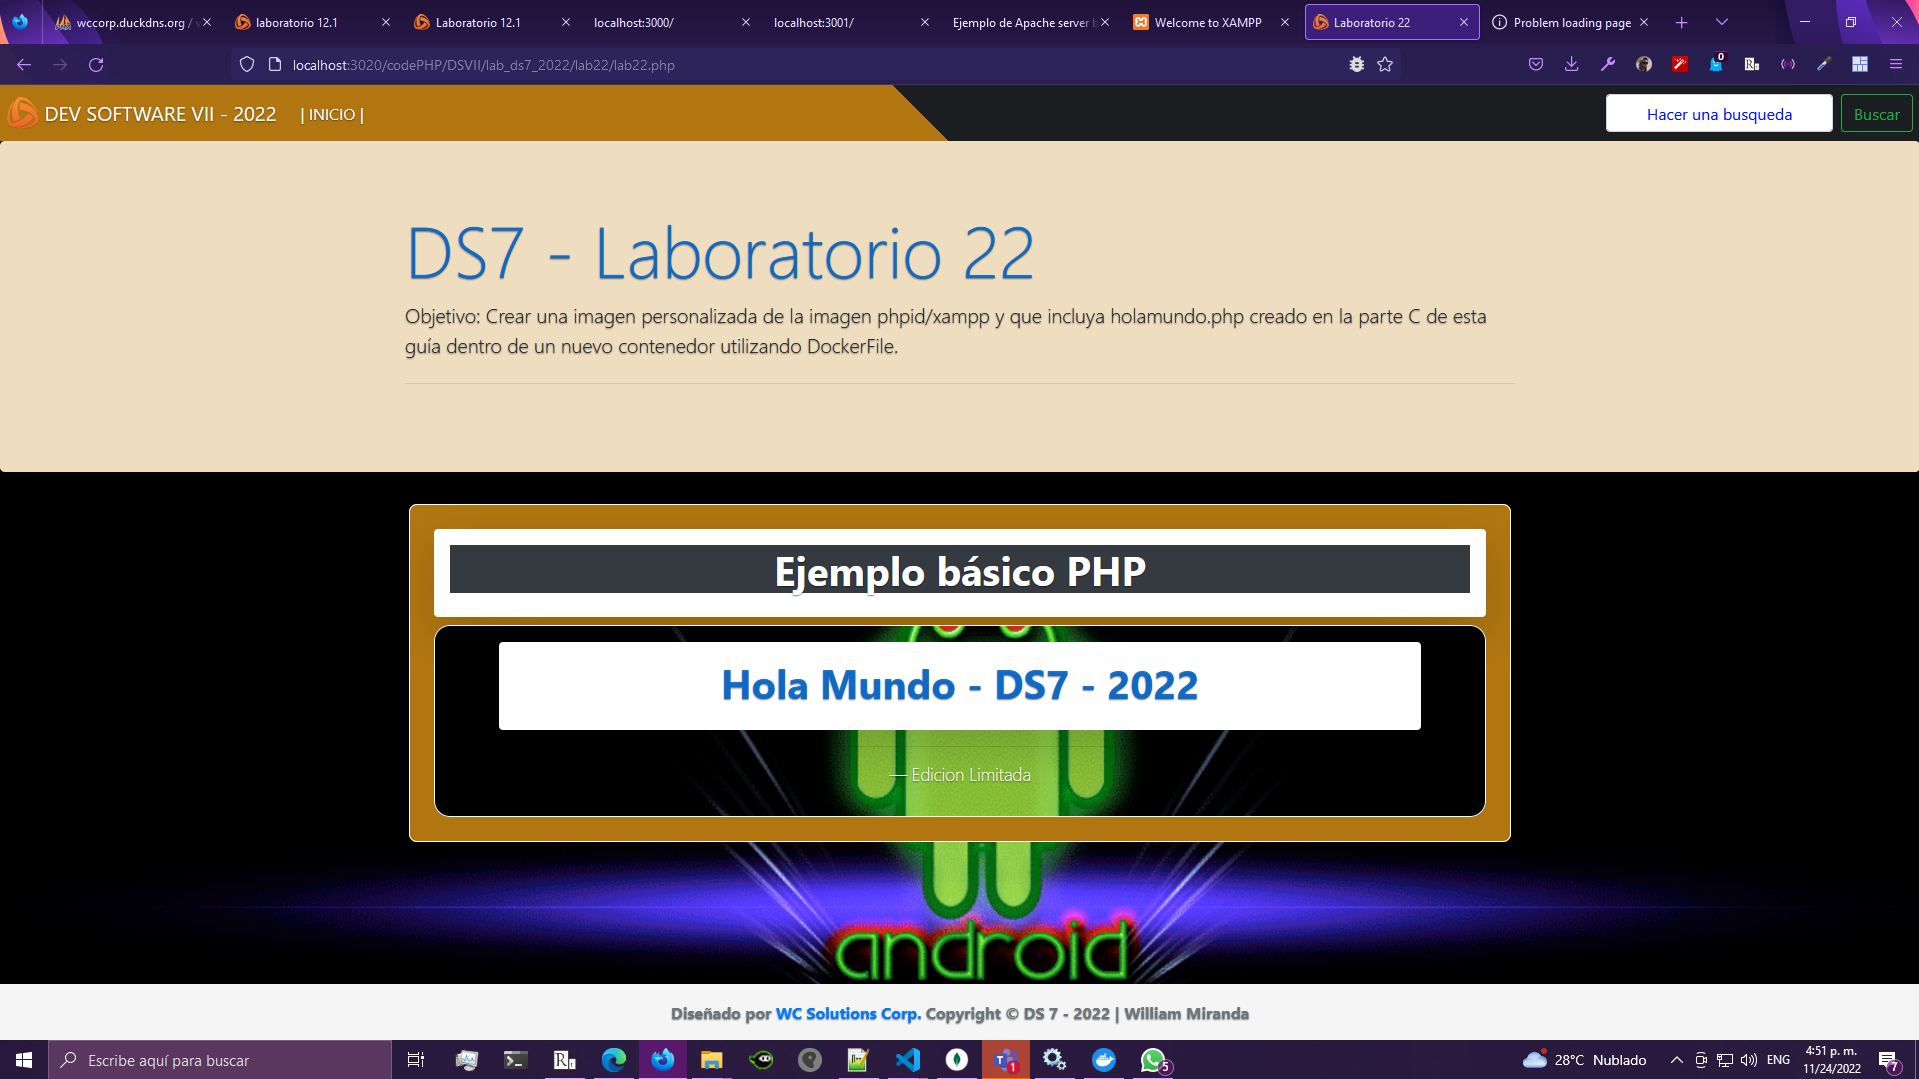 wccorp.duckdns.org /
laboratorio 12.1
Laboratorio 12.1
localhost:3000/
localhost:3001/
Ejemplo de Apache server b
Welcome to XAMPP
Laboratorio 22
Problem loading page
localhost:3020/codePHP/DSVII/lab_ds7_2022/lab22/lab22.php
0
DEV SOFTWARE VII - 2022
| INICIO |
Hacer una busqueda
Buscar
DS7 - Laboratorio 22
Objetivo: Crear una imagen personalizada de la imagen phpid/xampp y que incluya holamundo.php creado en la parte C de esta
guía dentro de un nuevo contenedor utilizando DockerFile.
Ejemplo básico PHP
Hola Mundo - DS7 - 2022
— Edicion Limitada
android
Diseñado por WC Solutions Corp. Copyright © DS 7 - 2022 | William Miranda
Escribe aquí para buscar
1
5
28°C Nublado
ENG
4:51 p. m.
11/24/2022
7